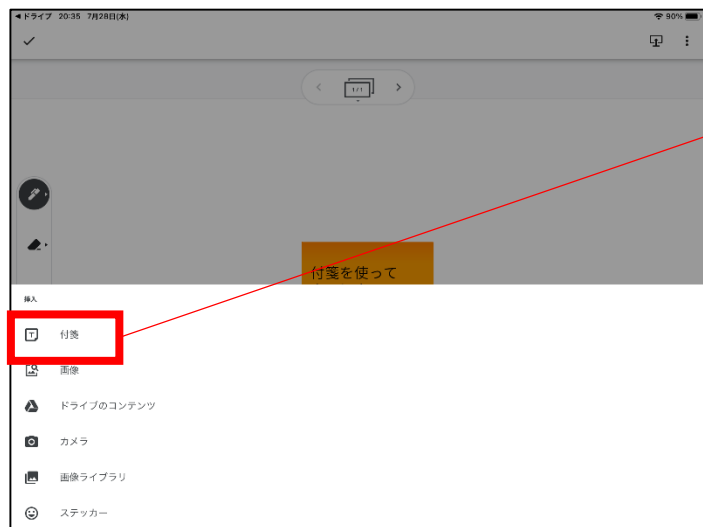 ◀ドライブ 20:35 7月28日(水) 90%
1/1
付箋を使って
挿入
付箋
画像
ドライブのコンテンツ
カメラ
画像ライブラリ
ステッカー